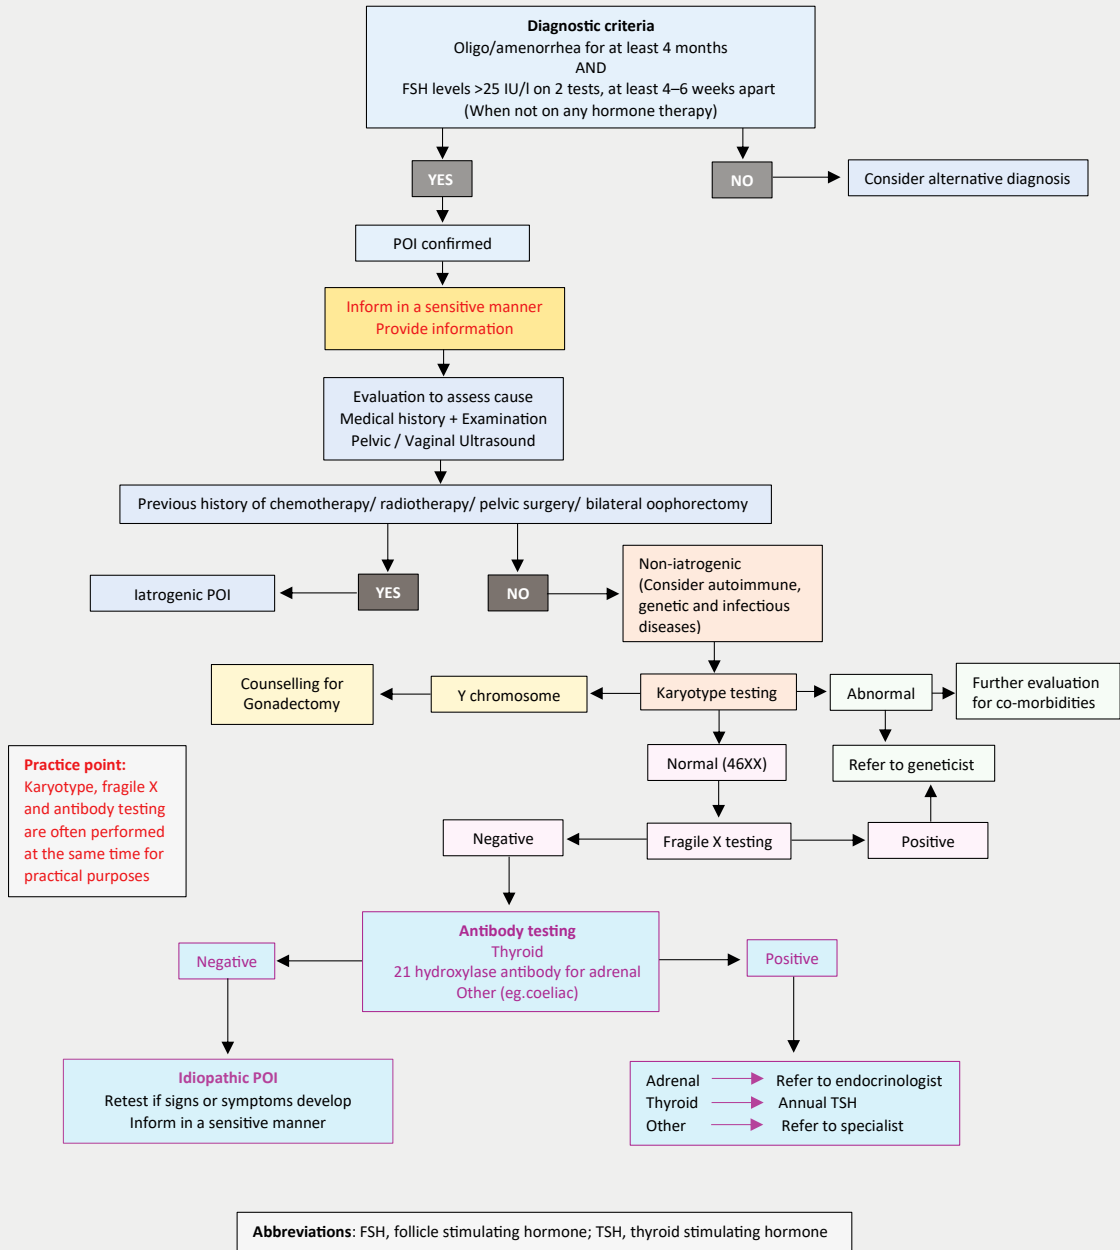 Diagnostic criteria
Oligo/amenorrhea for at least 4 months
AND
FSH levels >25 IU/l on 2 tests, at least 4–6 weeks apart
(When not on any hormone therapy)
YES
NO
Consider alternative diagnosis
POI confirmed
Inform in a sensitive manner
Provide information
Evaluation to assess cause
Medical history + Examination
Pelvic / Vaginal Ultrasound
Previous history of chemotherapy/ radiotherapy/ pelvic surgery/ bilateral oophorectomy
Iatrogenic POI
YES
NO
Non-iatrogenic
(Consider autoimmune,
genetic and infectious
diseases)
Counselling for
Gonadectomy
Y chromosome
Karyotype testing
Abnormal
Further evaluation
for co-morbidities
Practice point:
Karyotype, fragile X
and antibody testing
are often performed
at the same time for
practical purposes
Normal (46XX)
Refer to geneticist
Negative
Fragile X testing
Positive
Antibody testing
Thyroid
21 hydroxylase antibody for adrenal
Other (eg.coeliac)
Negative
Positive
Idiopathic POI
Retest if signs or symptoms develop
Inform in a sensitive manner
Adrenal Refer to endocrinologist
Thyroid Annual TSH
Other Refer to specialist
Abbreviations: FSH, follicle stimulating hormone; TSH, thyroid stimulating hormone